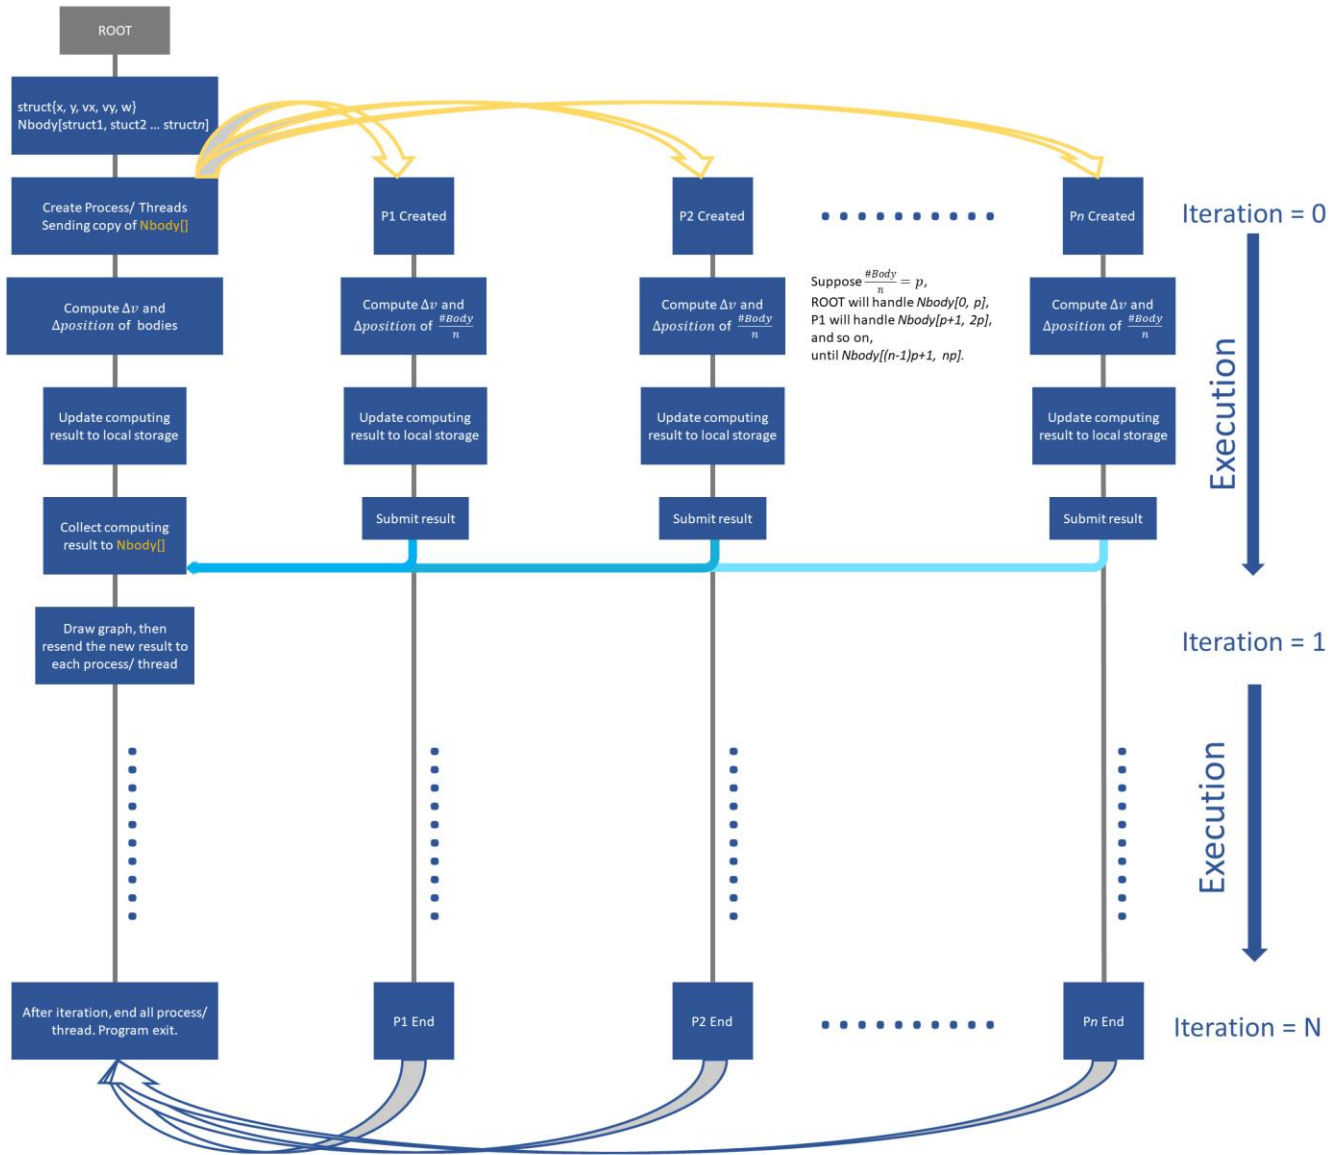 ROOT
struct{x, y, vx, vy, w}
Nbody[struct1, stuct2 ... structn]
Create Process/ Threads
Sending copy of Nbody[]
P1 Created
P2 Created
Pn Created
Iteration = 0
Compute Δv and
Δposition of bodies
Compute Δv and
Δposition of #Body/n
Compute Δv and
Δposition of #Body/n
Suppose #Body/n = p,
ROOT will handle Nbody[0, p],
P1 will handle Nbody[p+1, 2p],
and so on,
until Nbody[(n-1)p+1, np].
Compute Δv and
Δposition of #Body/n
Execution
Update computing
result to local storage
Update computing
result to local storage
Update computing
result to local storage
Update computing
result to local storage
Collect computing
result to Nbody[]
Submit result
Submit result
Submit result
Draw graph, then
resend the new result to
each process/ thread
Iteration = 1
Execution
After iteration, end all process/
thread. Program exit.
P1 End
P2 End
Pn End
Iteration = N